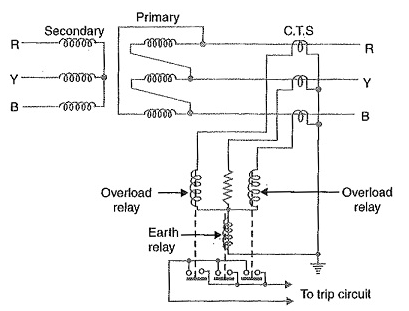 Primary
Secondary
C.T.S
R
R
Y
Y
B
B
Overload
relay
Overload
relay
Earth
relay
To trip circuit